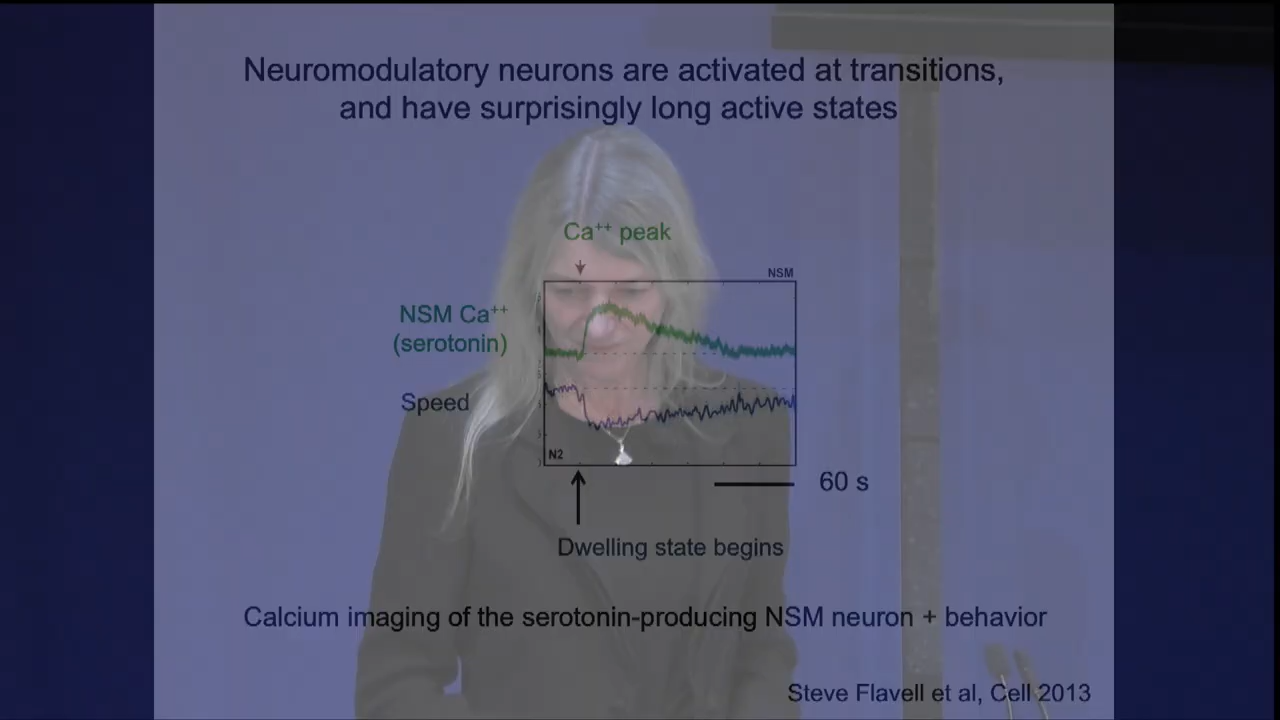 Neuromodulatory neurons are activated at transitions,
and have surprisingly long active states
Ca⁺⁺ peak
NSM
NSM Ca⁺⁺
(serotonin)
Speed
N2
60 s
Dwelling state begins
Calcium imaging of the serotonin-producing NSM neuron + behavior
Steve Flavell et al, Cell 2013